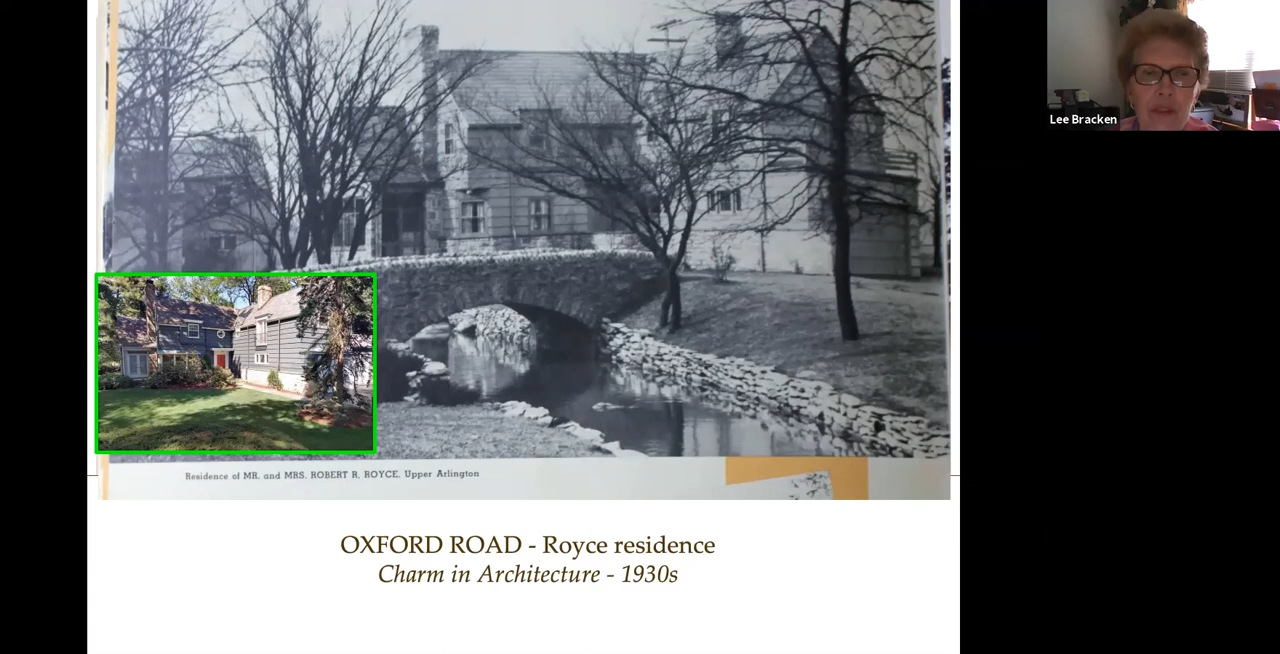 Lee Bracken
Residence of MR. and MRS. ROBERT R. ROYCE, Upper Arlington
OXFORD ROAD - Royce residence
Charm in Architecture - 1930s